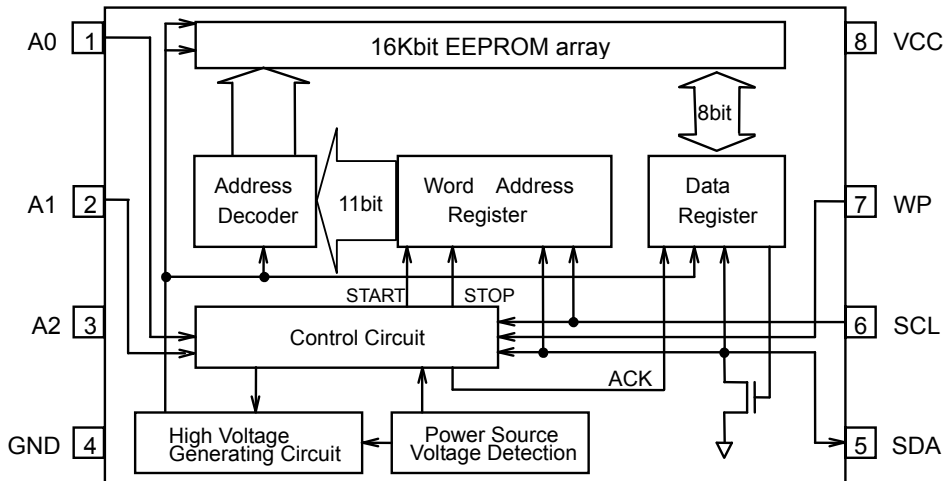 A0 1
16Kbit EEPROM array
8 VCC
8bit
A1 2
Address
Decoder
11bit
Word Address
Register
Data
Register
7 WP
START
STOP
A2 3
Control Circuit
6 SCL
ACK
GND 4
High Voltage
Generating Circuit
Power Source
Voltage Detection
5 SDA